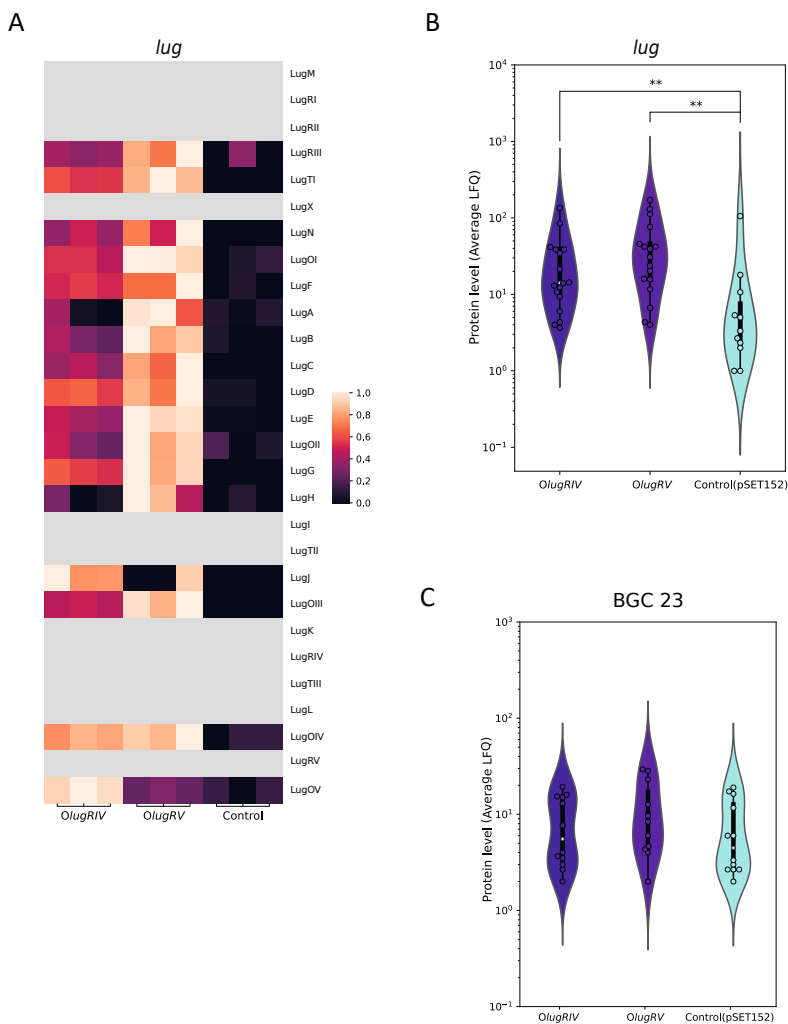 A
lug
LugM
LugRI
LugRII
LugRIII
LugTI
LugX
LugN
LugOI
LugF
LugA
LugB
LugC
LugD
LugE
LugOII
LugG
LugH
LugI
LugTII
LugJ
LugOIII
LugK
LugRIV
LugTIII
LugL
LugOIV
LugRV
LugOV
OlugRIV OlugRV Control
1.0
0.8
0.6
0.4
0.2
0.0
B
lug
Protein level (Average LFQ)
10⁴
10³
10²
10¹
10⁰
10⁻¹
**
**
OlugRIV OlugRV Control(pSET152)
C
BGC 23
Protein level (Average LFQ)
10³
10²
10¹
10⁰
10⁻¹
OlugRIV OlugRV Control(pSET152)